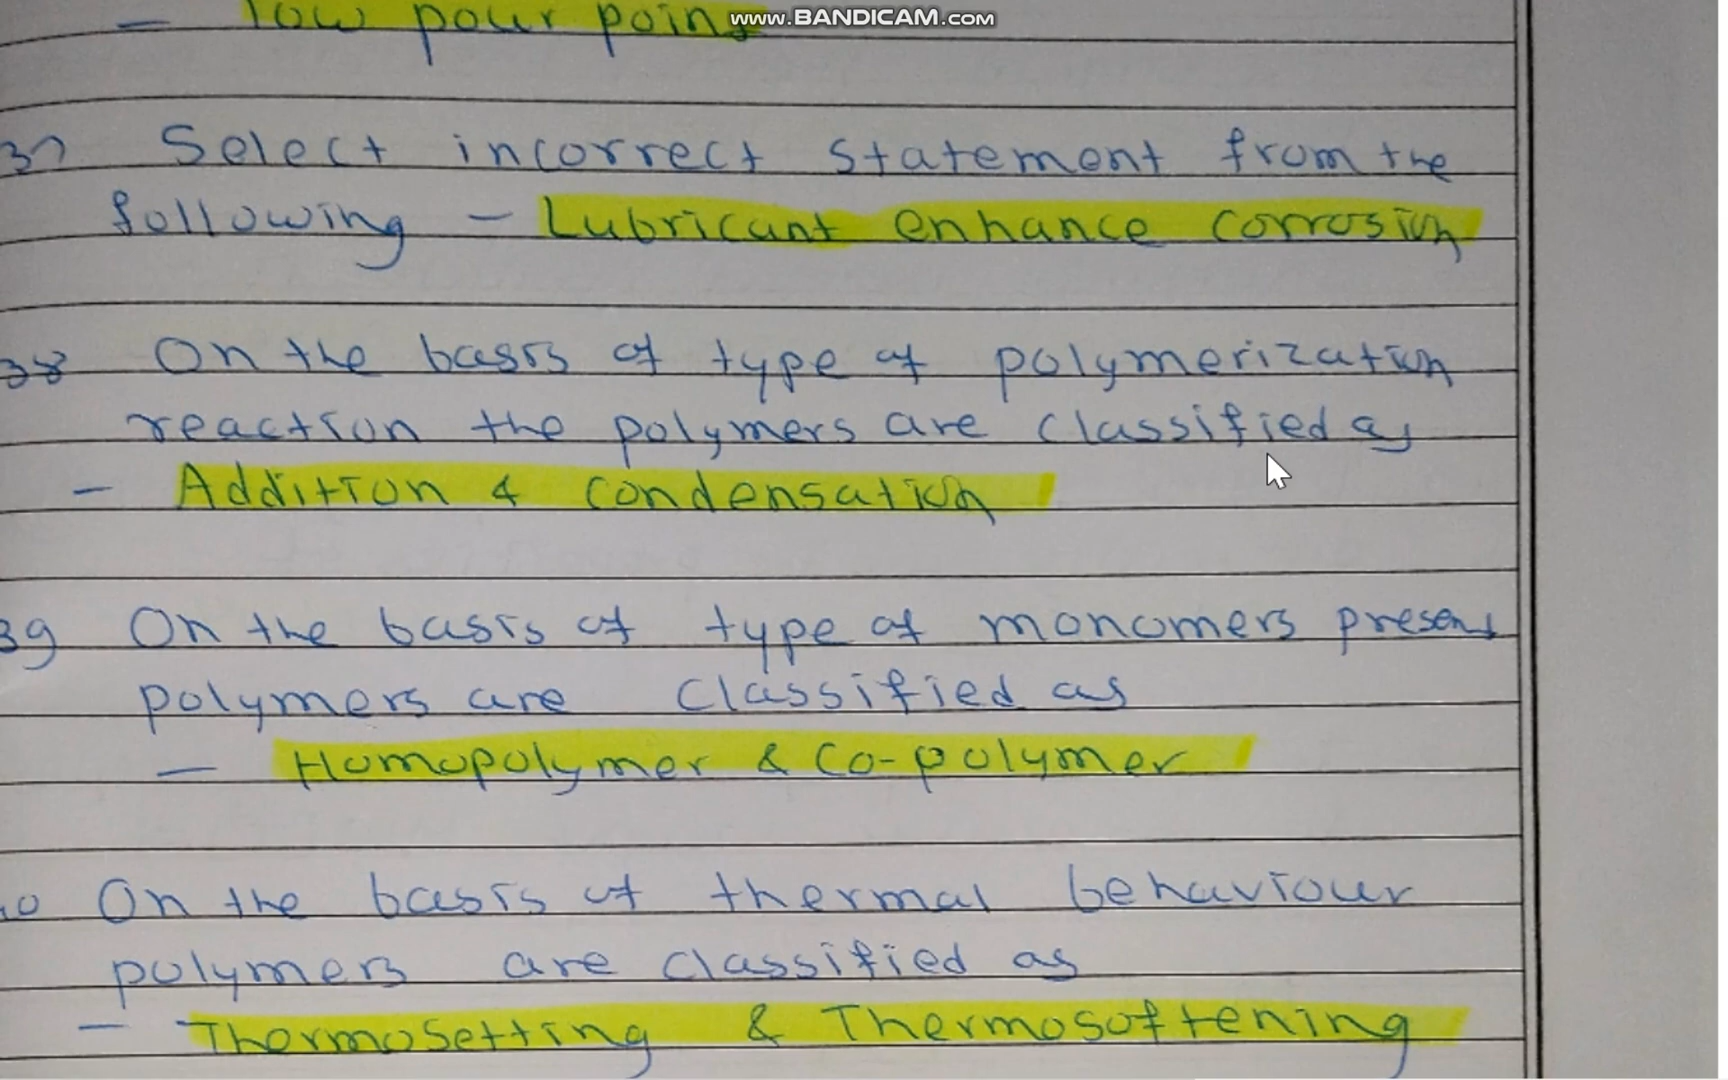 - low pour point
www.BANDICAM.com
37 Select incorrect statement from the
following - Lubricant enhance corrosion
38 On the basis of type of polymerization
reaction the polymers are classified as
- Addition & condensation
39 On the basis of type of monomers present
polymers are classified as
- Homopolymer & Co-polymer
40 On the basis of thermal behaviour
polymers are classified as
- Thermosetting & Thermosoftening